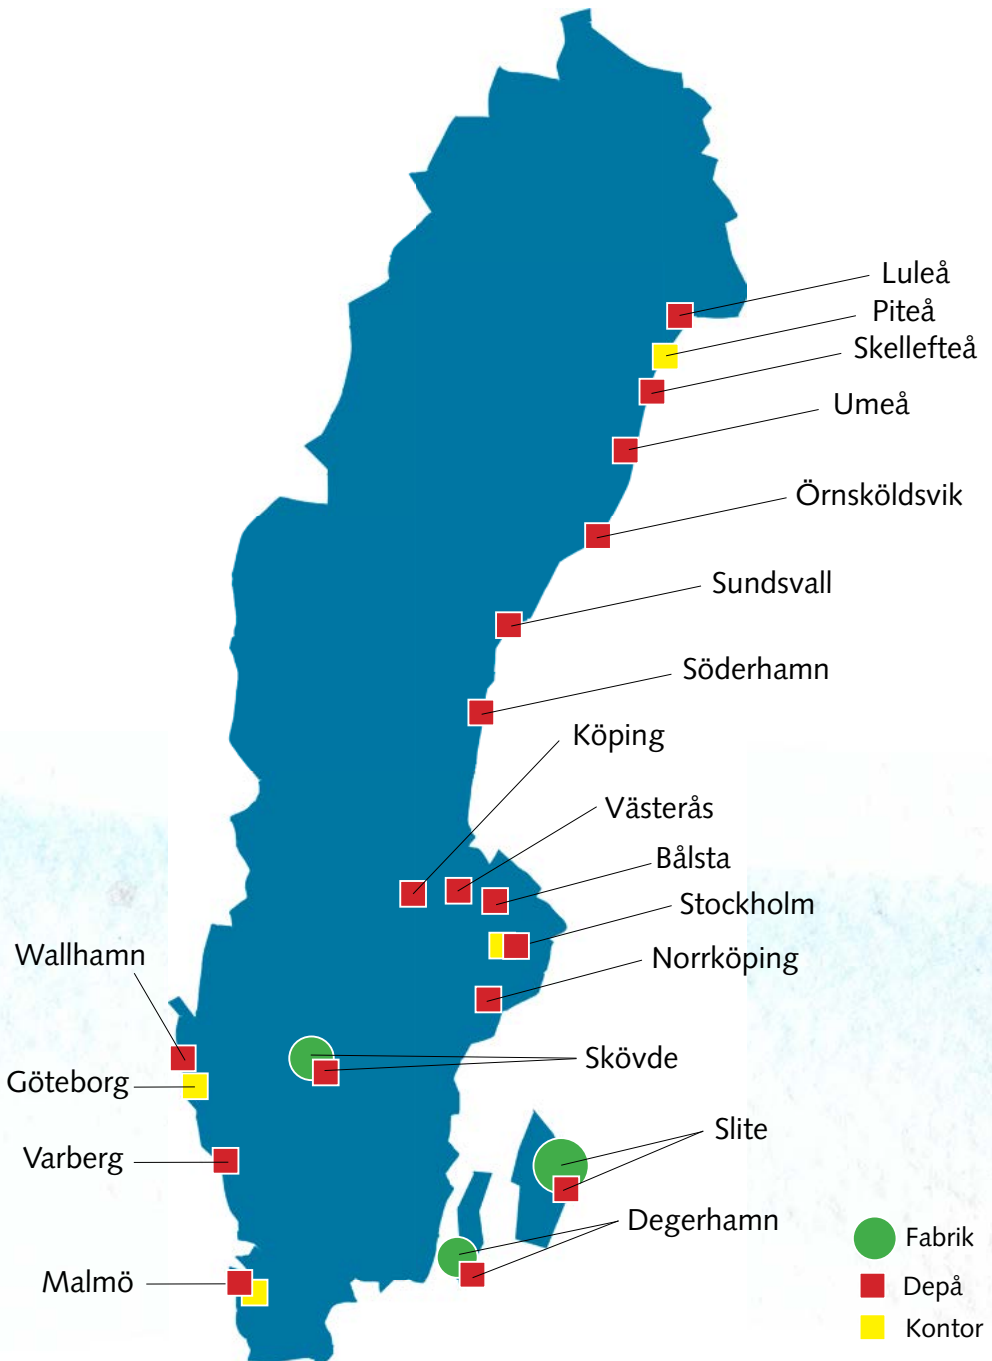 Luleå
Piteå
Skellefteå
Umeå
Örnsköldsvik
Sundsvall
Söderhamn
Köping
Västerås
Bålsta
Stockholm
Wallhamn
Norrköping
Skövde
Göteborg
Slite
Varberg
Degerhamn
Fabrik
Malmö
Depå
Kontor